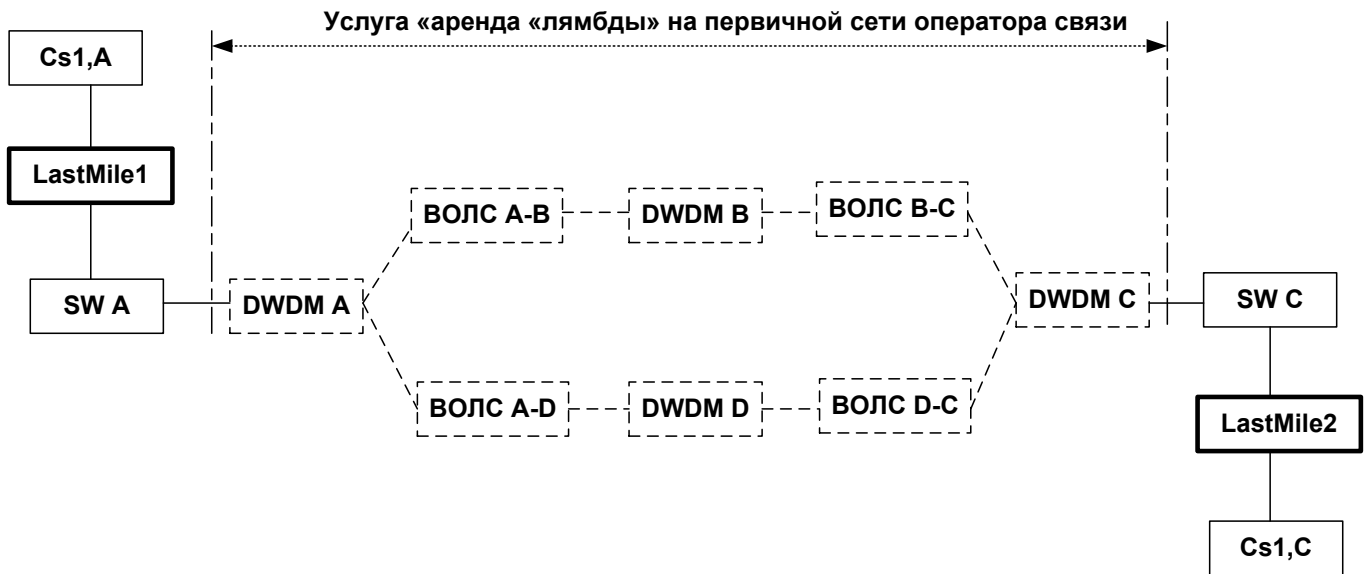 Услуга «аренда «лямбды» на первичной сети оператора связи
Cs1,A
LastMile1
ВОЛС A-B
DWDM B
ВОЛС B-C
SW A
DWDM A
DWDM C
SW C
ВОЛС A-D
DWDM D
ВОЛС D-C
LastMile2
Cs1,C